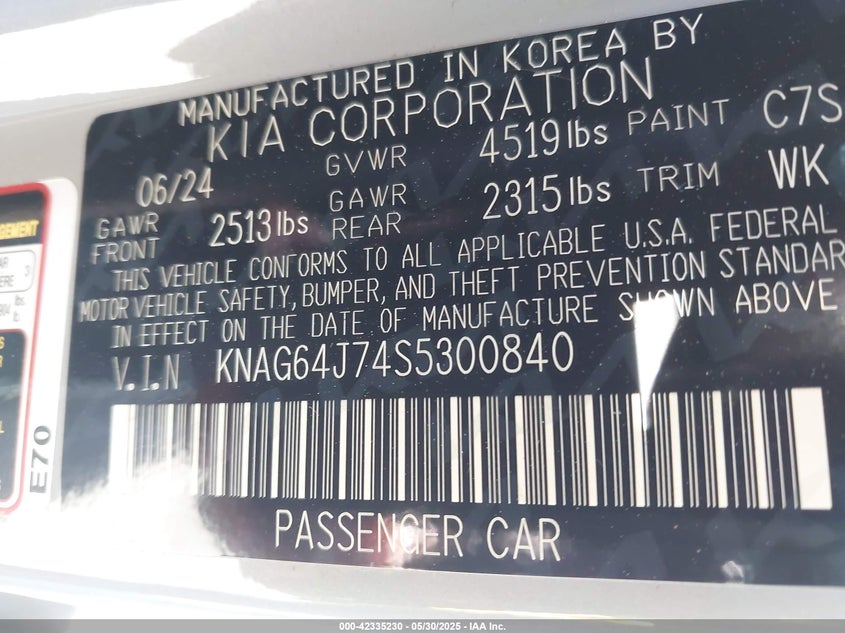 MANUFACTURED IN KOREA BY
KIA CORPORATION
06/24 GVWR 4519 lbs PAINT C7S
GAWR FRONT 2513 lbs GAWR REAR 2315 lbs TRIM WK
THIS VEHICLE CONFORMS TO ALL APPLICABLE U.S.A. FEDERAL
MOTOR VEHICLE SAFETY, BUMPER, AND THEFT PREVENTION STANDAR
IN EFFECT ON THE DATE OF MANUFACTURE SHOWN ABOVE
V.I.N KNAG64J74S5300840
PASSENGER CAR
E70
000-42335230 - 05/30/2025 - IAA Inc.